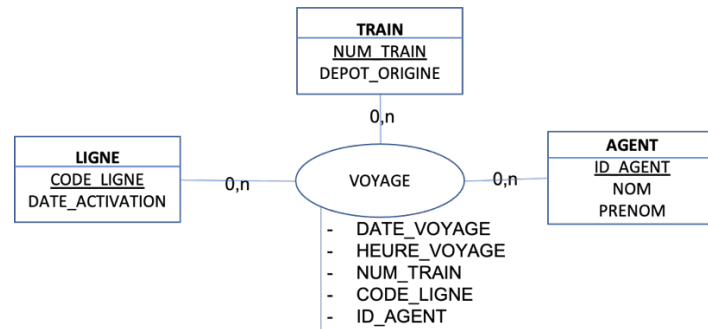 TRAIN
NUM_TRAIN
DEPOT_ORIGINE
0,n
LIGNE
CODE_LIGNE
DATE_ACTIVATION
0,n
VOYAGE
0,n
AGENT
ID_AGENT
NOM
PRENOM
- DATE_VOYAGE
- HEURE_VOYAGE
- NUM_TRAIN
- CODE_LIGNE
- ID_AGENT